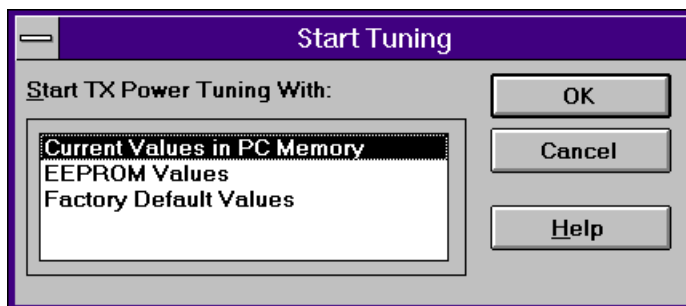 Start Tuning
Start TX Power Tuning With:
Current Values in PC Memory
EEPROM Values
Factory Default Values
OK
Cancel
Help